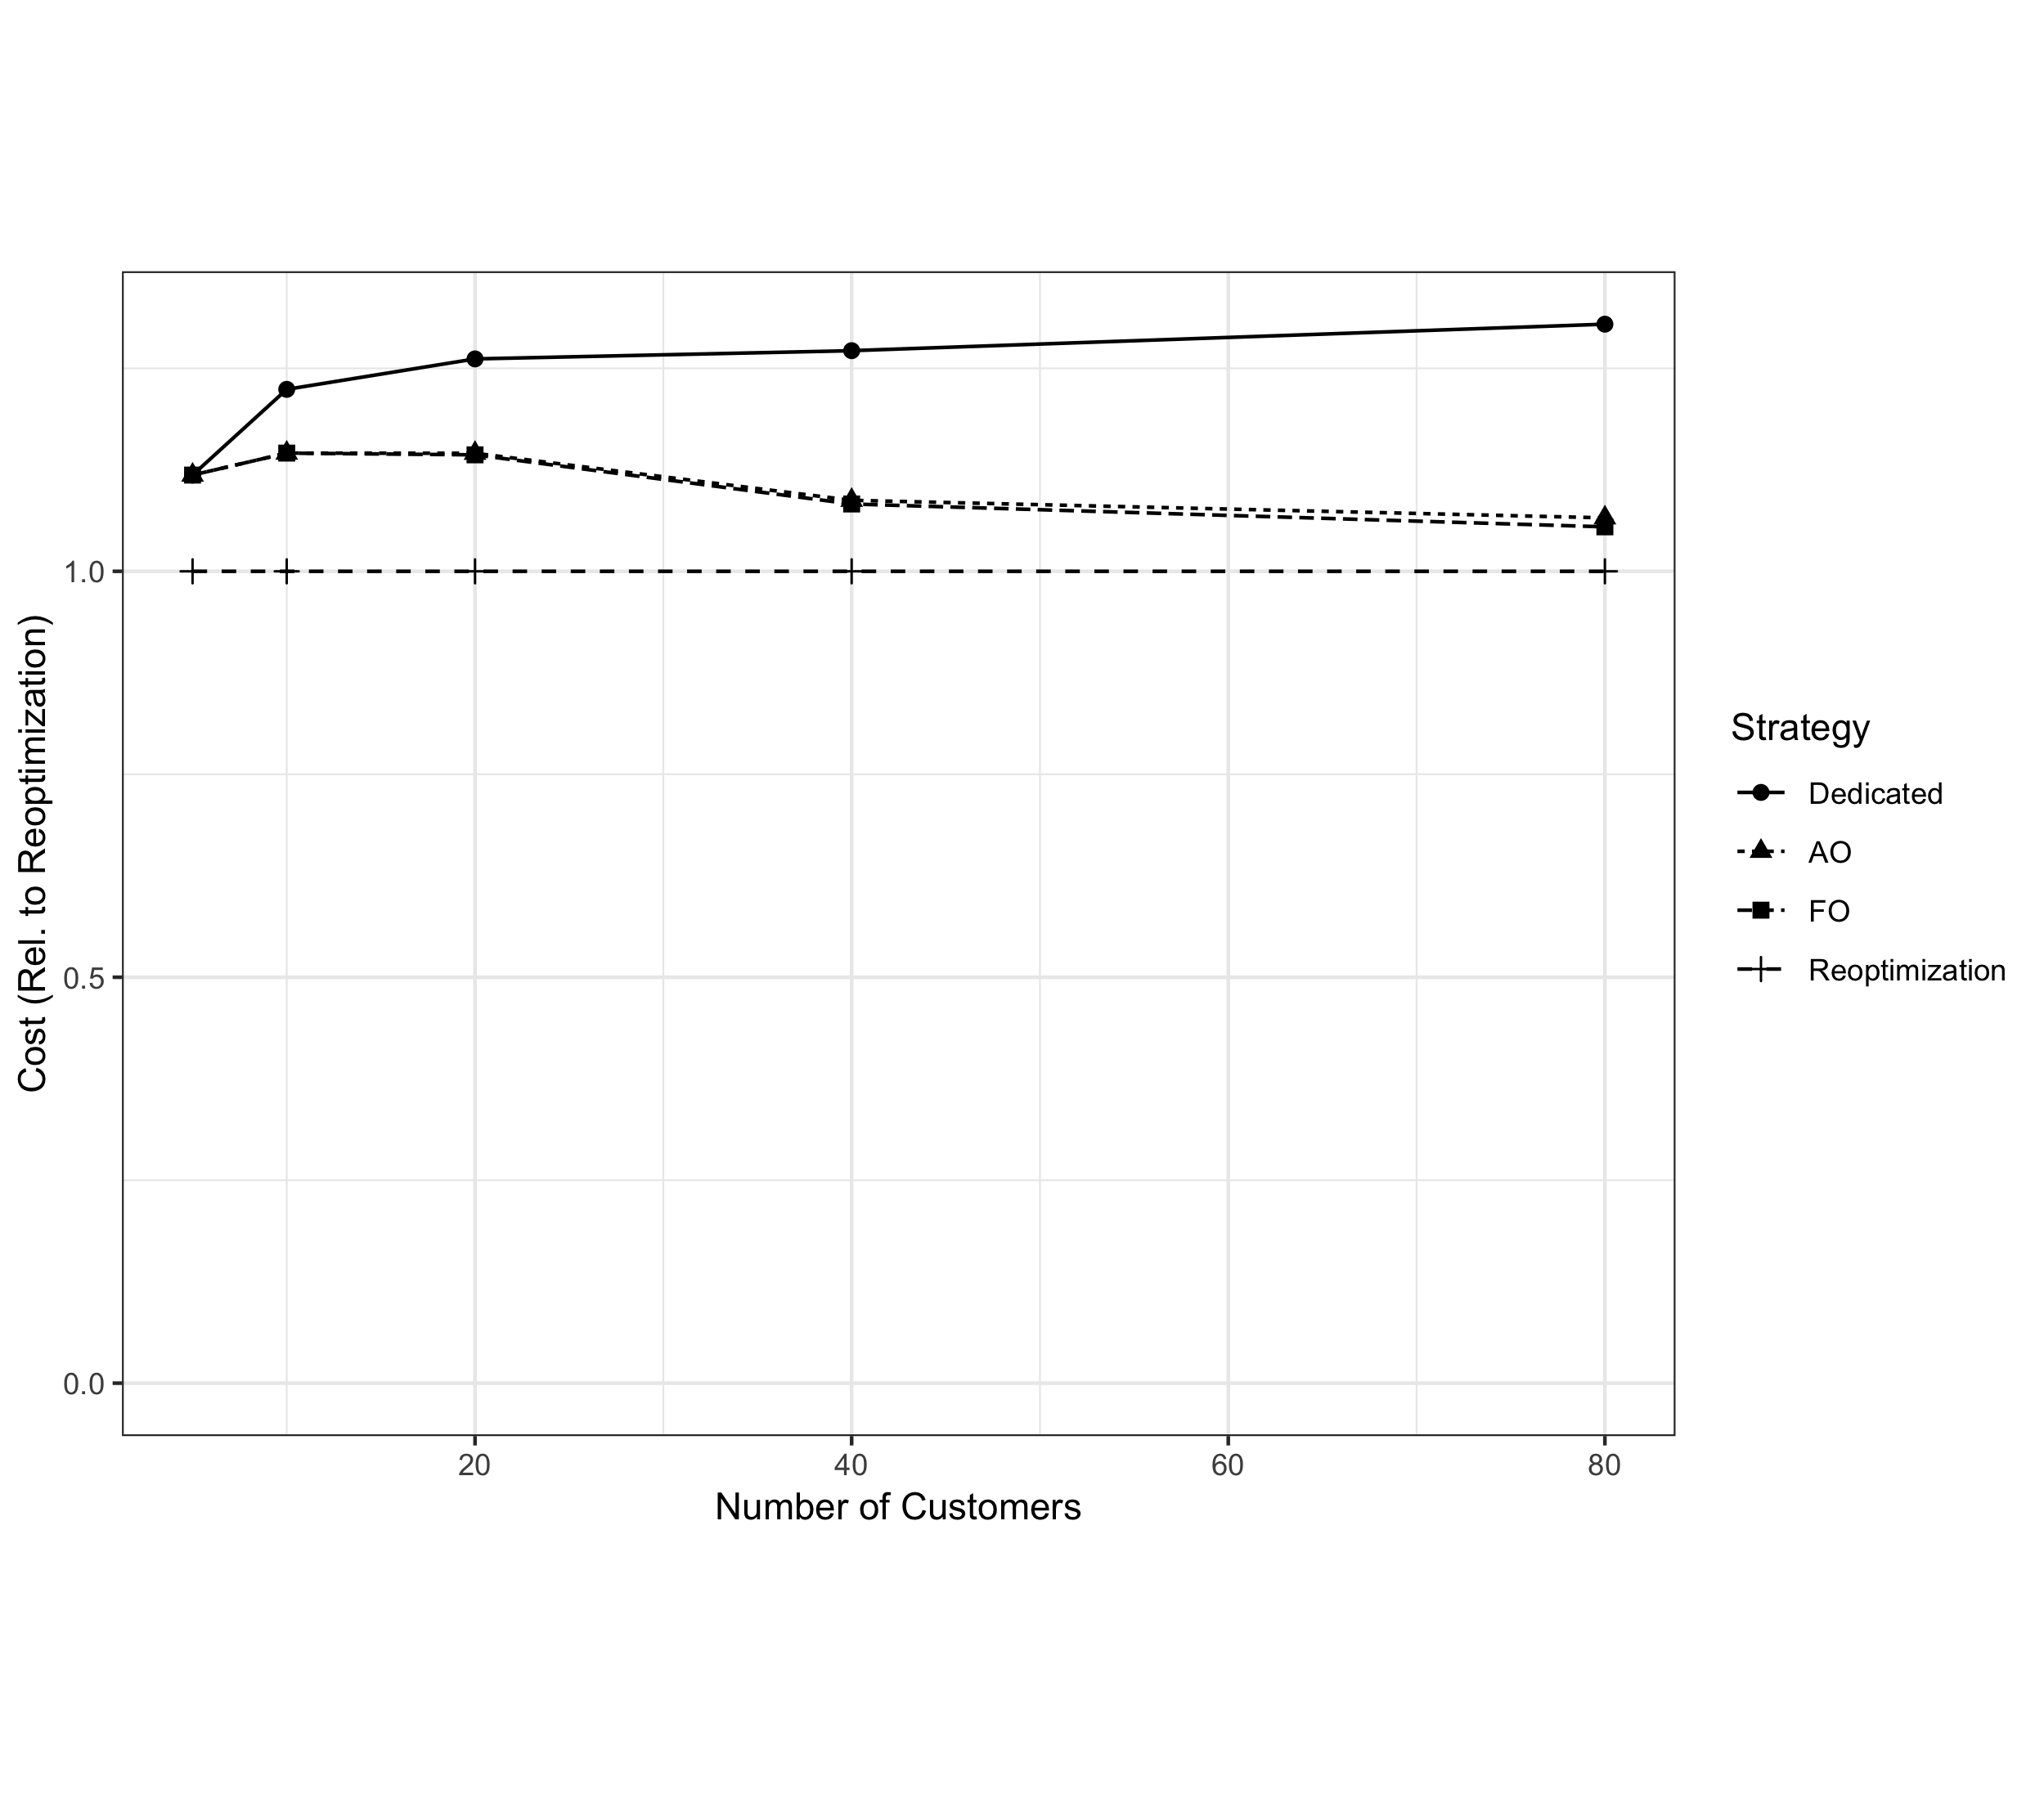 Cost (Rel. to Reoptimization)
1.0
0.5
0.0
20
40
60
80
Number of Customers
Strategy
Dedicated
AO
FO
Reoptimization